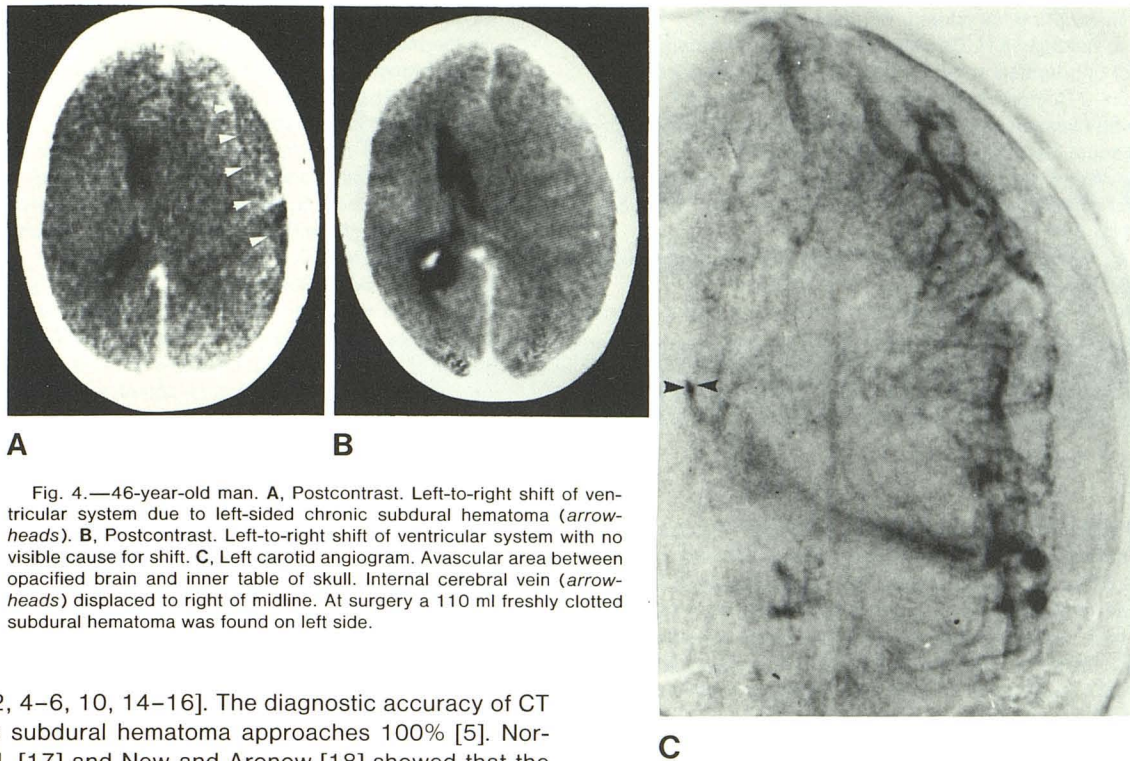 A
B
C
Fig. 4.—46-year-old man. A, Postcontrast. Left-to-right shift of ven-
tricular system due to left-sided chronic subdural hematoma (arrow-
heads). B, Postcontrast. Left-to-right shift of ventricular system with no
visible cause for shift. C, Left carotid angiogram. Avascular area between
opacified brain and inner table of skull. Internal cerebral vein (arrow-
heads) displaced to right of midline. At surgery a 110 ml freshly clotted
subdural hematoma was found on left side.
, 4–6, 10, 14–16]. The diagnostic accuracy of CT
subdural hematoma approaches 100% [5]. Nor-
[17] and New and Aronow [18] showed that the